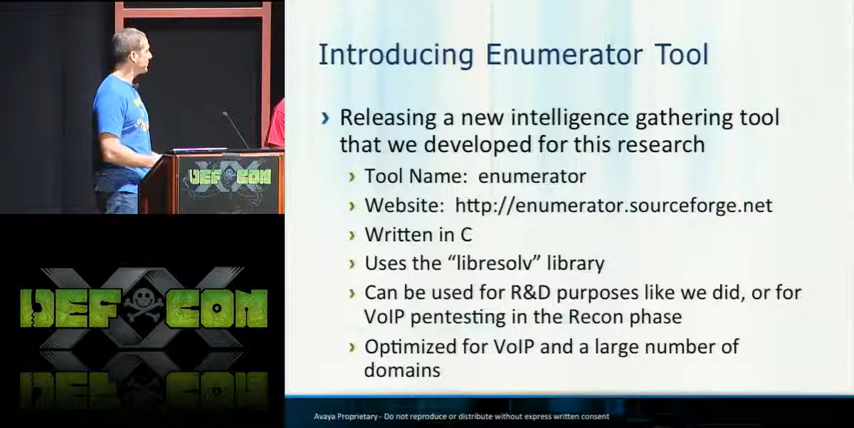 Introducing Enumerator Tool
Releasing a new intelligence gathering tool
that we developed for this research
Tool Name: enumerator
Website: http://enumerator.sourceforge.net
Written in C
Uses the “libresolv” library
Can be used for R&D purposes like we did, or for
VoIP pentesting in the Recon phase
Optimized for VoIP and a large number of
domains
Avaya Proprietary - Do not reproduce or distribute without express written consent
DEF CON
XX
DEF CON